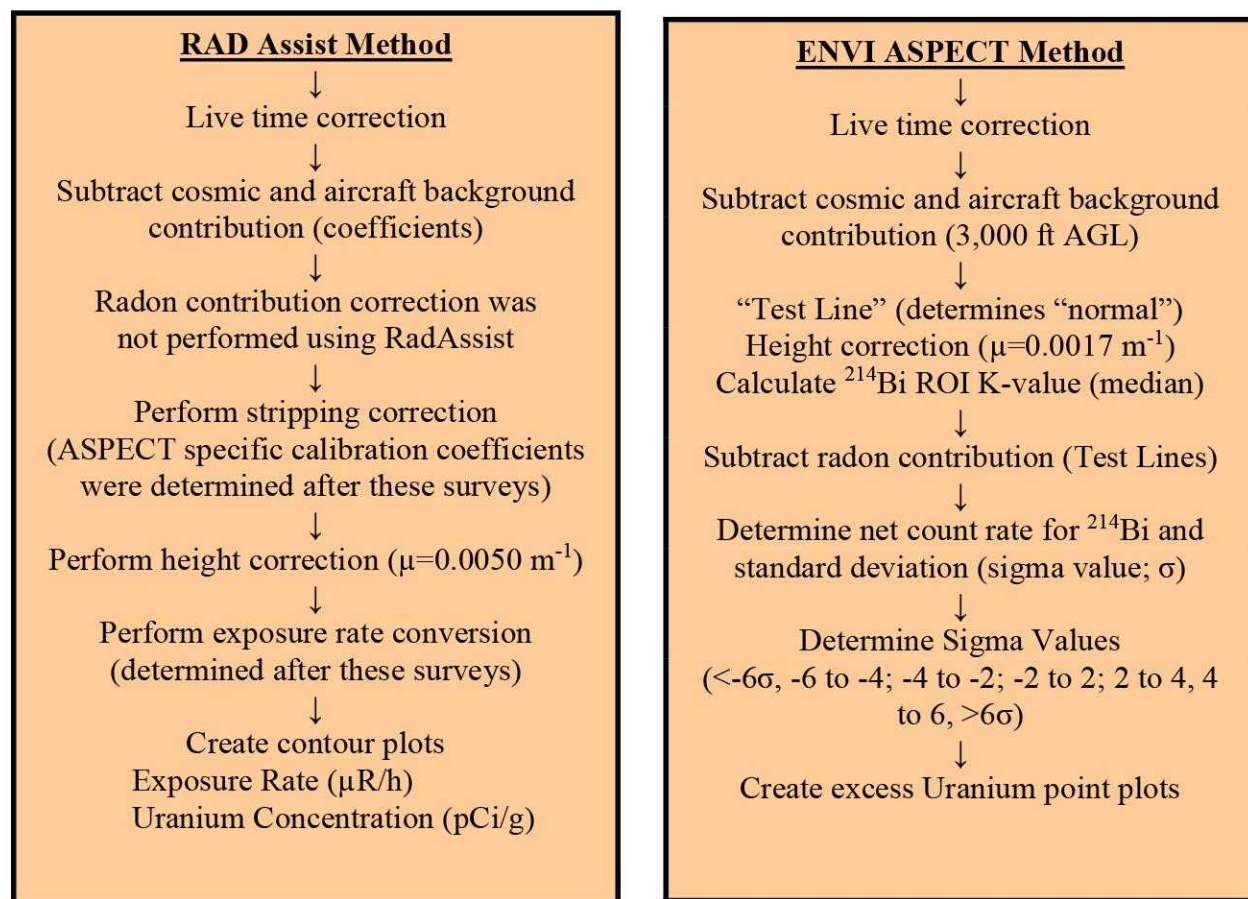 RAD Assist Method
↓
Live time correction
↓
Subtract cosmic and aircraft background
contribution (coefficients)
↓
Radon contribution correction was
not performed using RadAssist
↓
Perform stripping correction
(ASPECT specific calibration coefficients
were determined after these surveys)
↓
Perform height correction (µ=0.0050 m⁻¹)
↓
Perform exposure rate conversion
(determined after these surveys)
↓
Create contour plots
Exposure Rate (µR/h)
Uranium Concentration (pCi/g)
ENVI ASPECT Method
↓
Live time correction
↓
Subtract cosmic and aircraft background
contribution (3,000 ft AGL)
↓
“Test Line” (determines “normal”)
Height correction (µ=0.0017 m⁻¹)
Calculate ²¹⁴Bi ROI K-value (median)
↓
Subtract radon contribution (Test Lines)
↓
Determine net count rate for ²¹⁴Bi and
standard deviation (sigma value; σ)
↓
Determine Sigma Values
(<-6σ, -6 to -4; -4 to -2; -2 to 2; 2 to 4, 4
to 6, >6σ)
↓
Create excess Uranium point plots